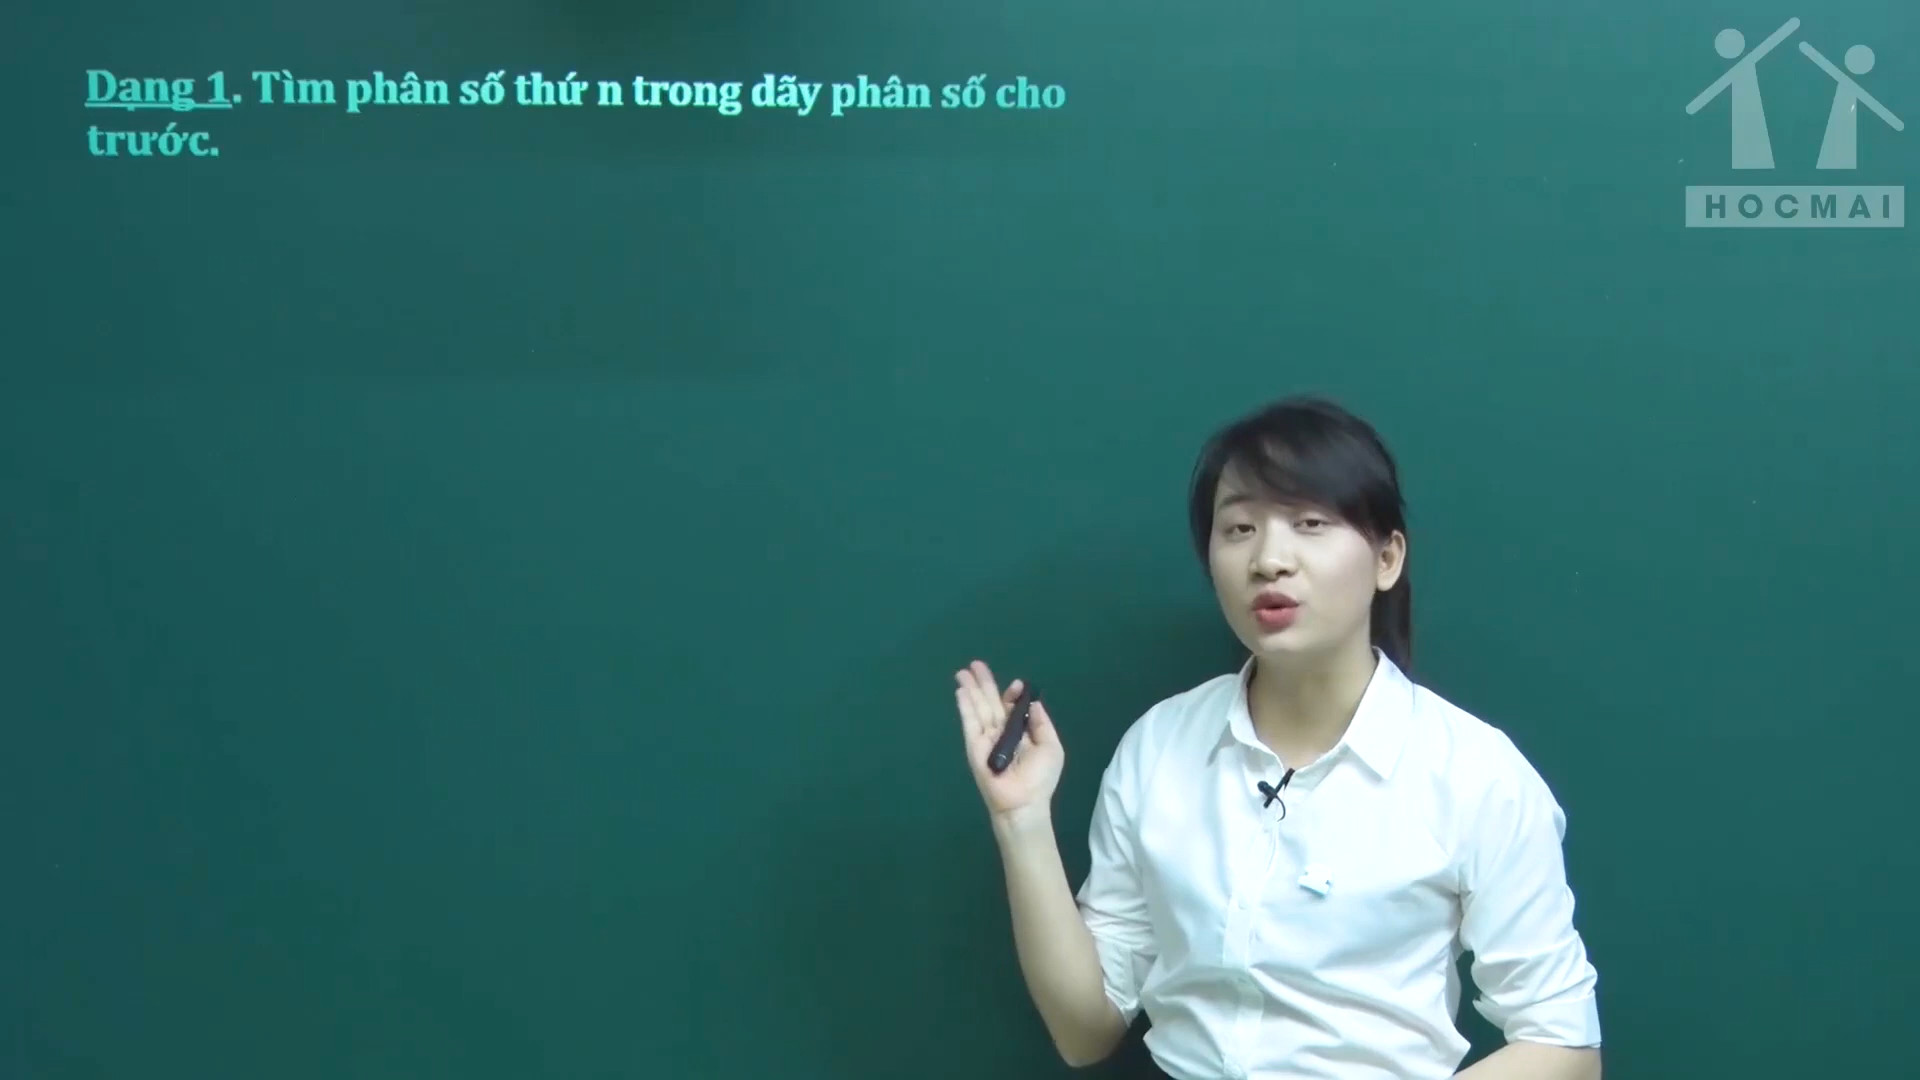 Dạng 1. Tìm phân số thứ n trong dãy phân số cho
trước.
HOCMAI